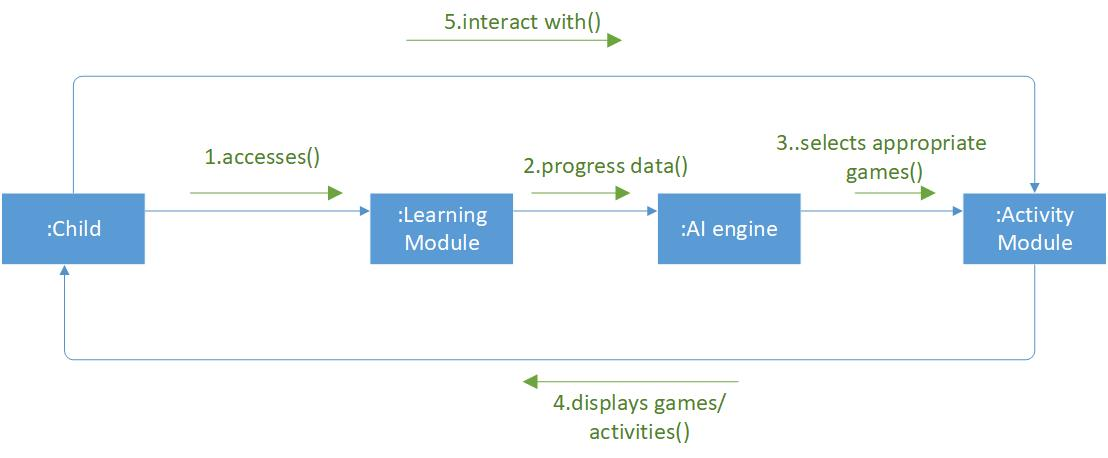 5.interact with()
1.accesses()
2.progress data()
3..selects appropriate
games()
:Child
:Learning
Module
:AI engine
:Activity
Module
4.displays games/
activities()